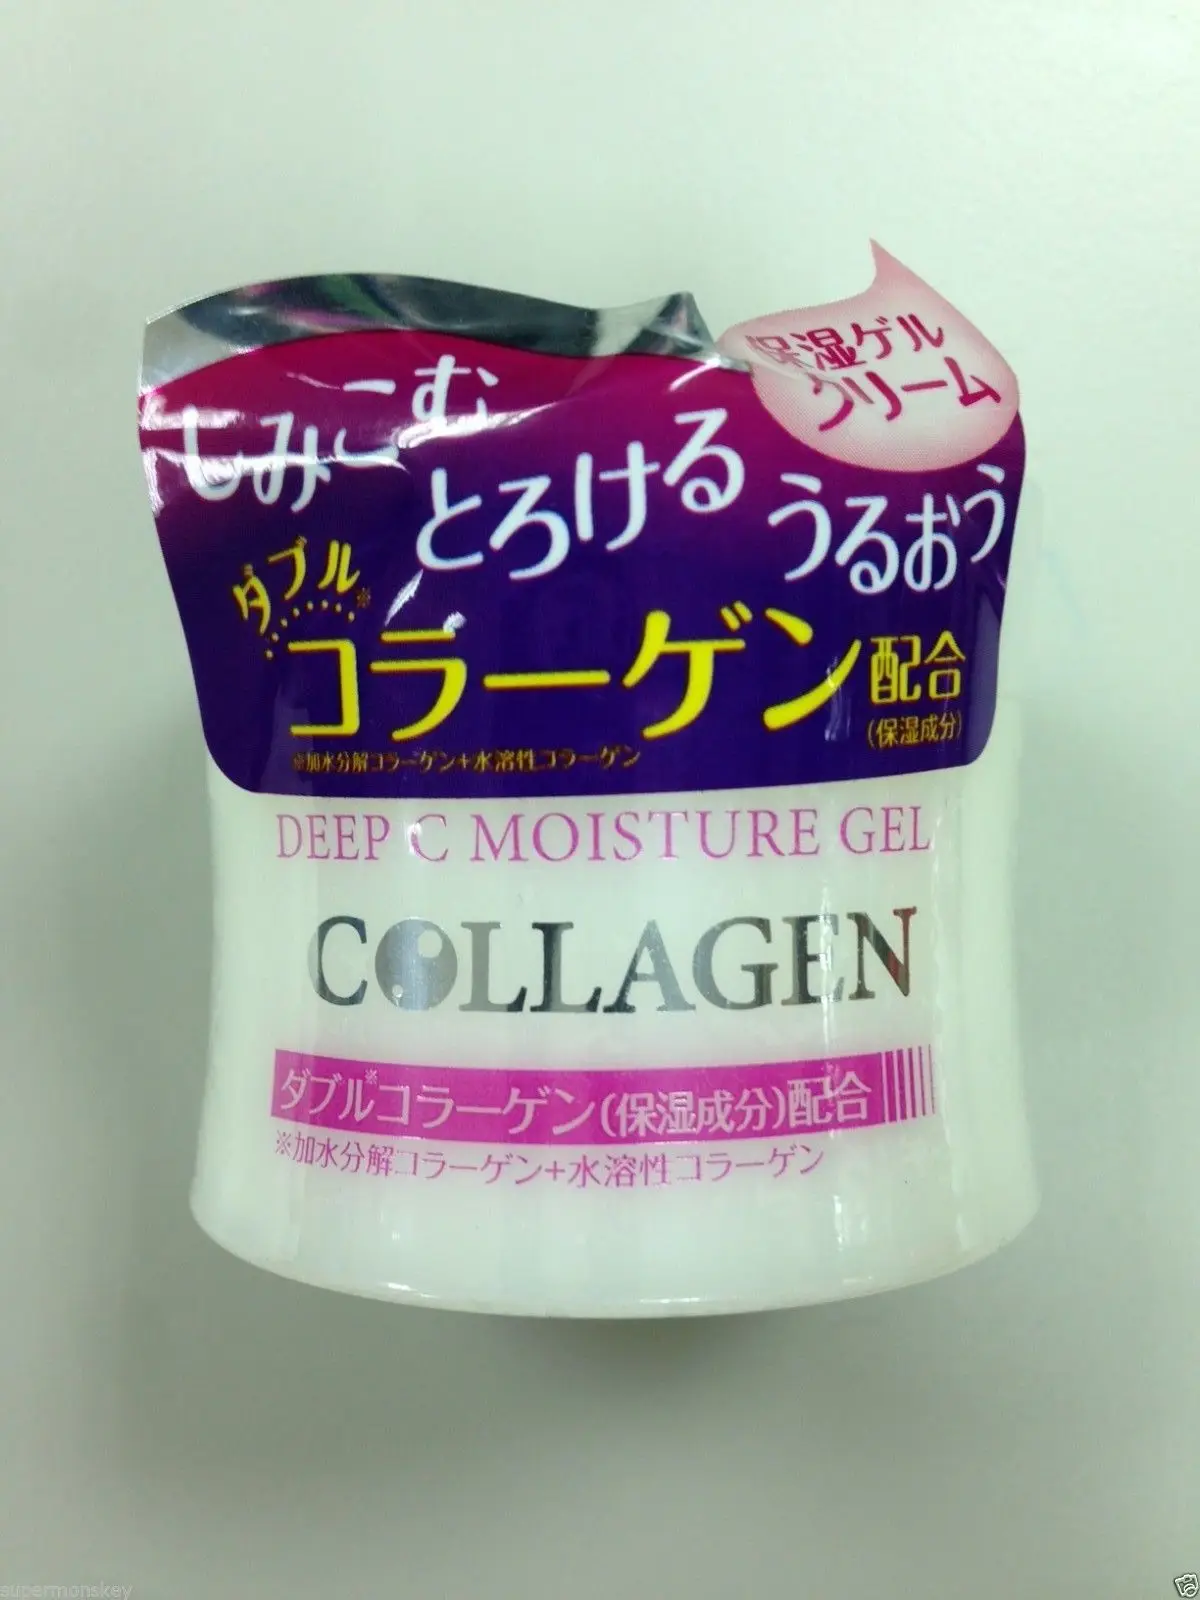 保湿ゲル
クリーム
しみこむ
とろける
うるおう
ダブル※
コラーゲン配合
(保湿成分)
※加水分解コラーゲン+水溶性コラーゲン
DEEP C MOISTURE GEL
COLLAGEN
ダブル※コラーゲン(保湿成分)配合
※加水分解コラーゲン+水溶性コラーゲン
supermonskey